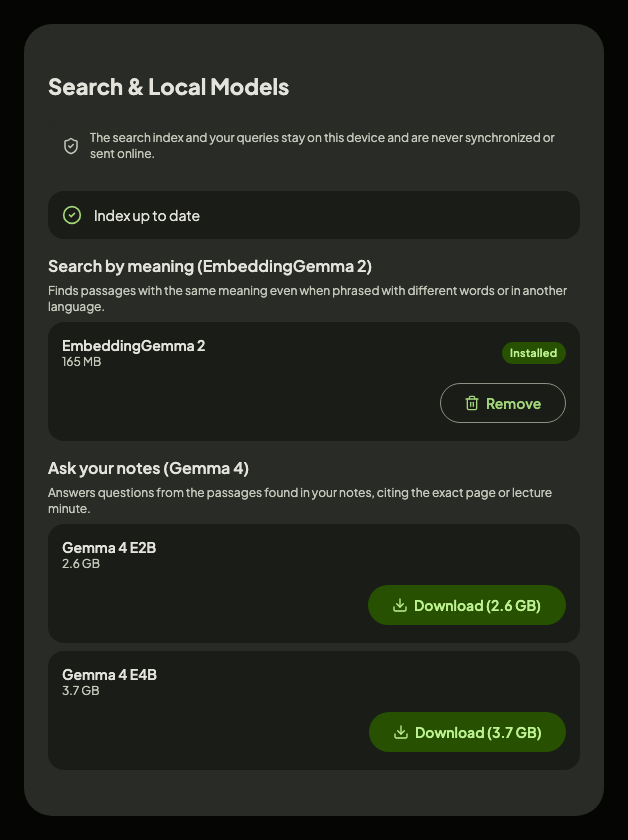 Search & Local Models
The search index and your queries stay on this device and are never synchronized or
sent online.
Index up to date
Search by meaning (EmbeddingGemma 2)
Finds passages with the same meaning even when phrased with different words or in another
language.
EmbeddingGemma 2
165 MB
Installed
Remove
Ask your notes (Gemma 4)
Answers questions from the passages found in your notes, citing the exact page or lecture
minute.
Gemma 4 E2B
2.6 GB
Download (2.6 GB)
Gemma 4 E4B
3.7 GB
Download (3.7 GB)